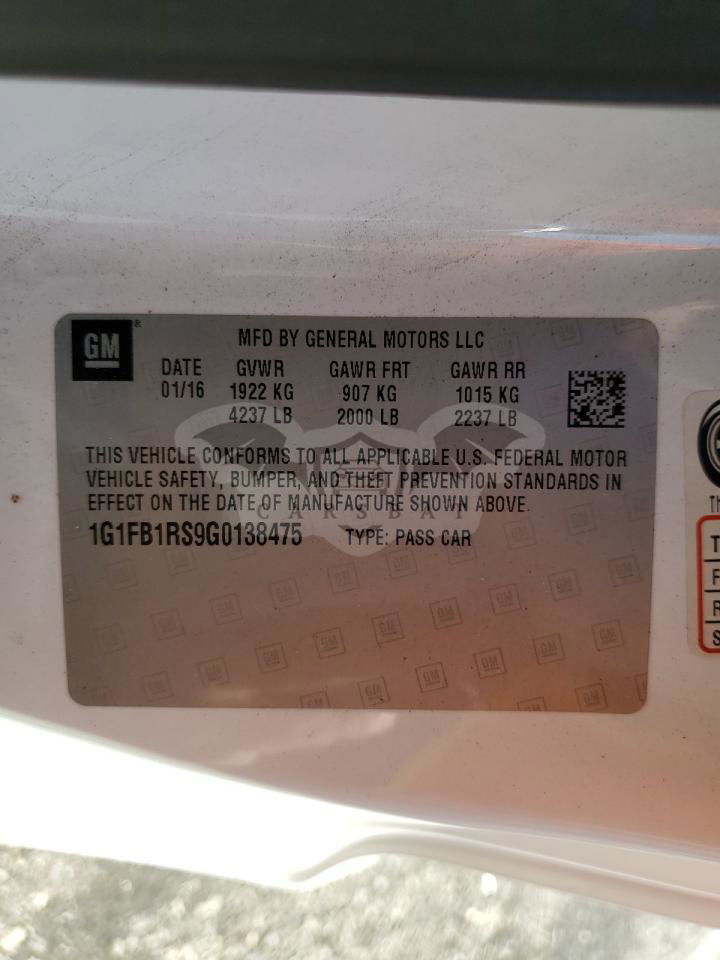 GM
MFD BY GENERAL MOTORS LLC
DATE GVWR GAWR FRT GAWR RR
01/16 1922 KG 907 KG 1015 KG
4237 LB 2000 LB 2237 LB
THIS VEHICLE CONFORMS TO ALL APPLICABLE U.S. FEDERAL MOTOR
VEHICLE SAFETY, BUMPER, AND THEFT PREVENTION STANDARDS IN
EFFECT ON THE DATE OF MANUFACTURE SHOWN ABOVE.
CARSBAT
1G1FB1RS9G0138475 TYPE: PASS CAR